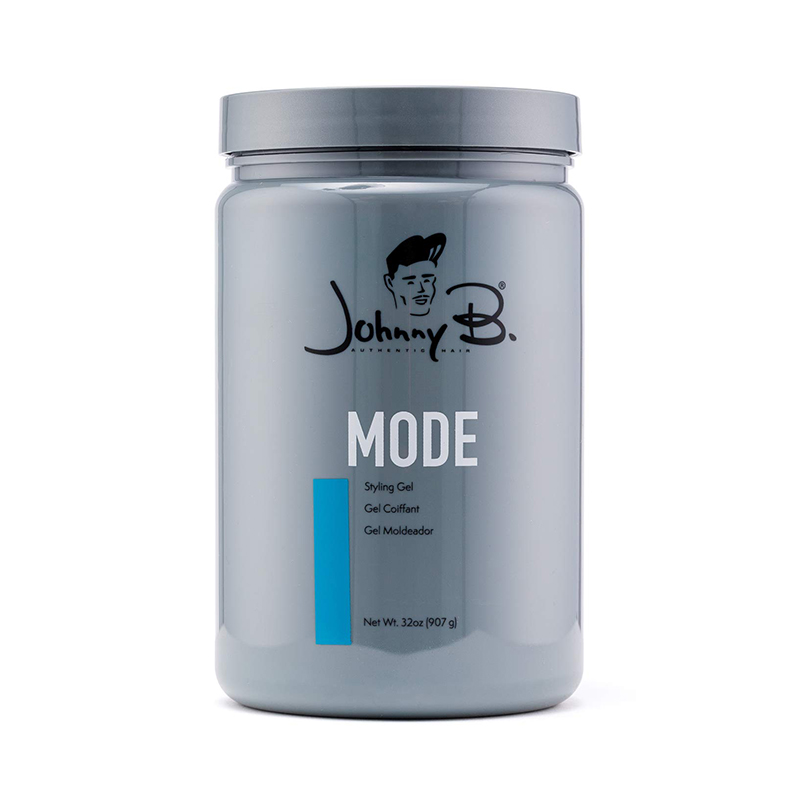 Johnny B.®
AUTHENTIC HAIR
MODE
Styling Gel
Gel Coiffant
Gel Moldeador
Net Wt. 32oz (907 g)